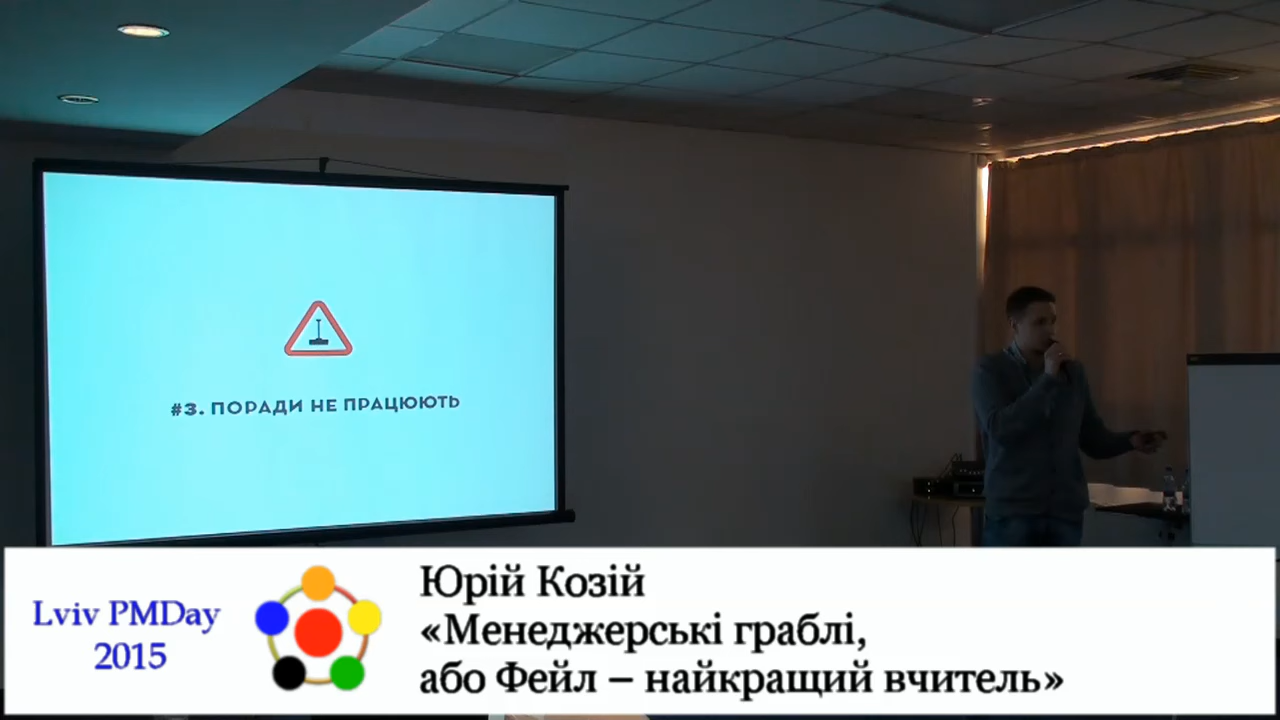 #3. ПОРАДИ НЕ ПРАЦЮЮТЬ
Lviv PMDay
2015
Юрій Козій
«Менеджерські граблі,
або Фейл – найкращий вчитель»